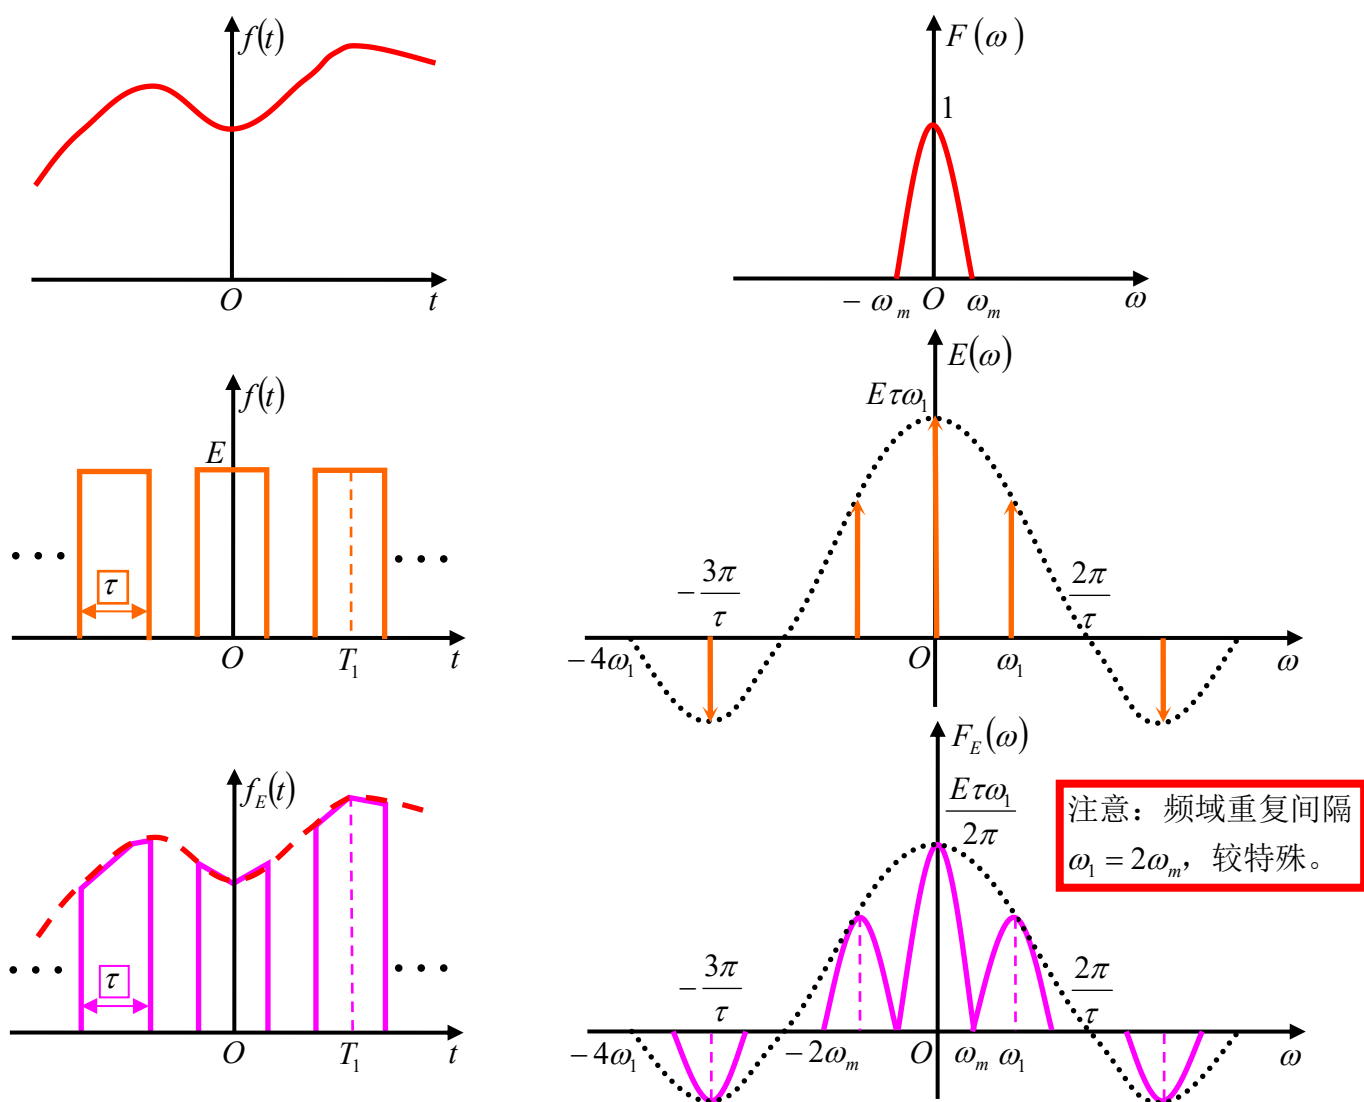 f(t)
O
t
F(ω)
1
-ω_m O ω_m
ω
f(t)
E
• • •
τ
• • •
O
T_1
t
E(ω)
Eτω_1
-3π/τ
2π/τ
-4ω_1
O
ω_1
ω
f_E(t)
• • •
τ
• • •
O
T_1
t
F_E(ω)
Eτω_1/2π
注意：频域重复间隔
ω_1 = 2ω_m，较特殊。
-3π/τ
2π/τ
-4ω_1
-2ω_m
O
ω_m
ω_1
ω